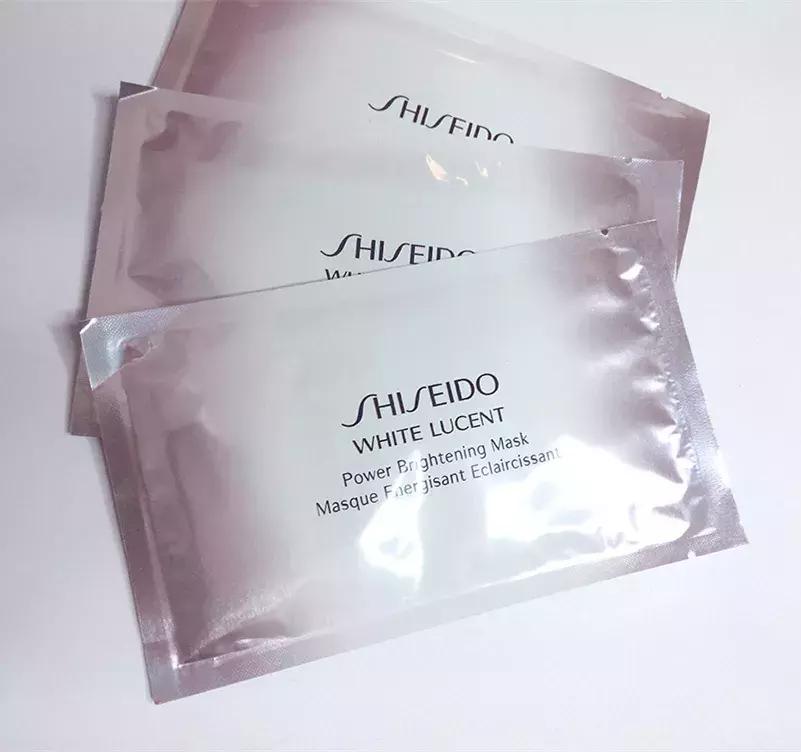 SHISEIDO
SHISEIDO
SHISEIDO
WHITE LUCENT
Power Brightening Mask
Masque Energisant Eclaircissant